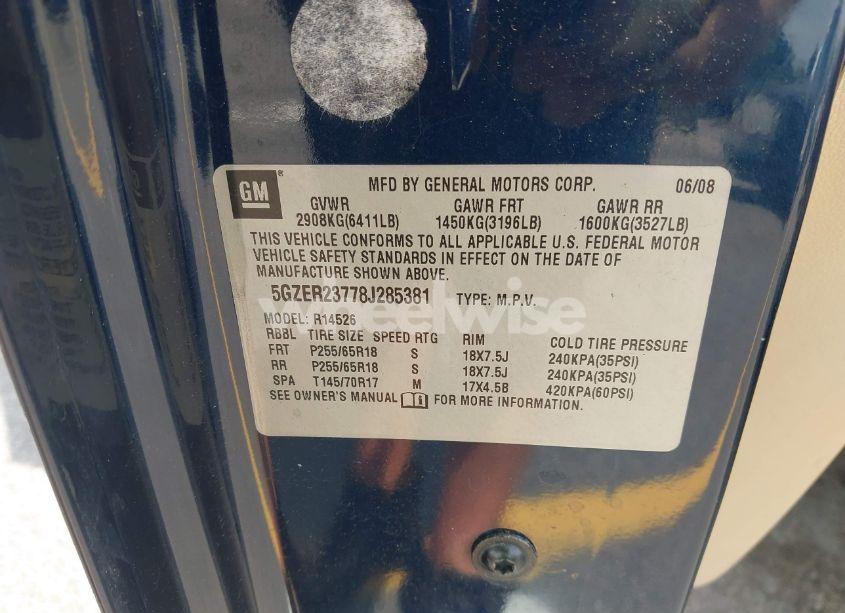 GM
MFD BY GENERAL MOTORS CORP. 06/08
GVWR GAWR FRT GAWR RR
2908KG(6411LB) 1450KG(3196LB) 1600KG(3527LB)
THIS VEHICLE CONFORMS TO ALL APPLICABLE U.S. FEDERAL MOTOR
VEHICLE SAFETY STANDARDS IN EFFECT ON THE DATE OF
MANUFACTURE SHOWN ABOVE.
5GZER23778J285381 TYPE: M.P.V.
wheelwise
MODEL: R14526
RBBL TIRE SIZE SPEED RTG RIM COLD TIRE PRESSURE
FRT P255/65R18 S 18X7.5J 240KPA(35PSI)
RR P255/65R18 S 18X7.5J 240KPA(35PSI)
SPA T145/70R17 M 17X4.5B 420KPA(60PSI)
SEE OWNER'S MANUAL FOR MORE INFORMATION.